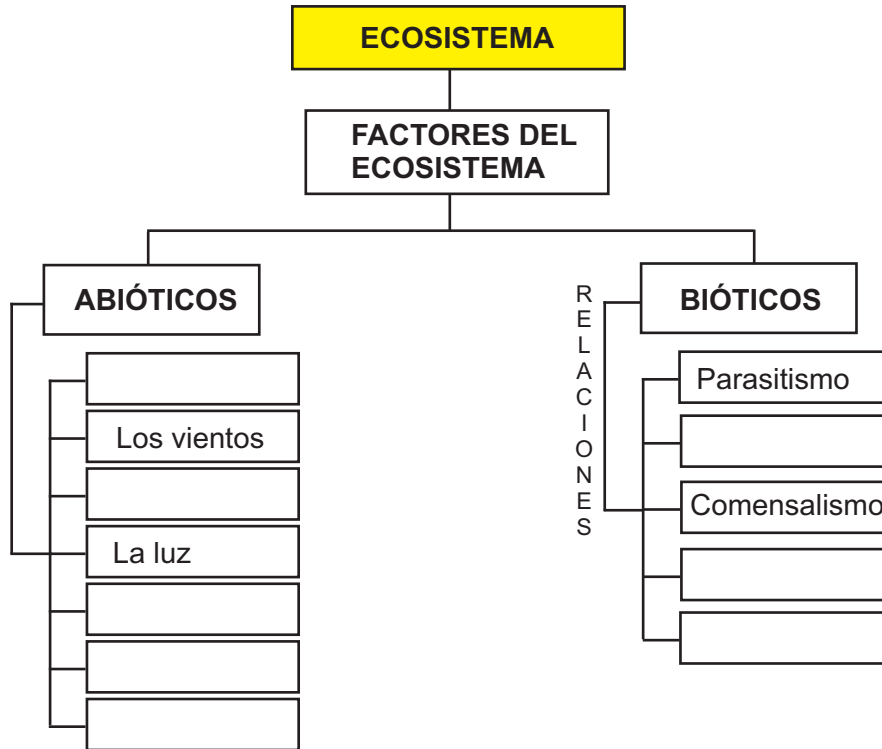 ECOSISTEMA
FACTORES DEL
ECOSISTEMA
ABIÓTICOS
Los vientos
La luz
RELACIONES
BIÓTICOS
Parasitismo
Comensalismo